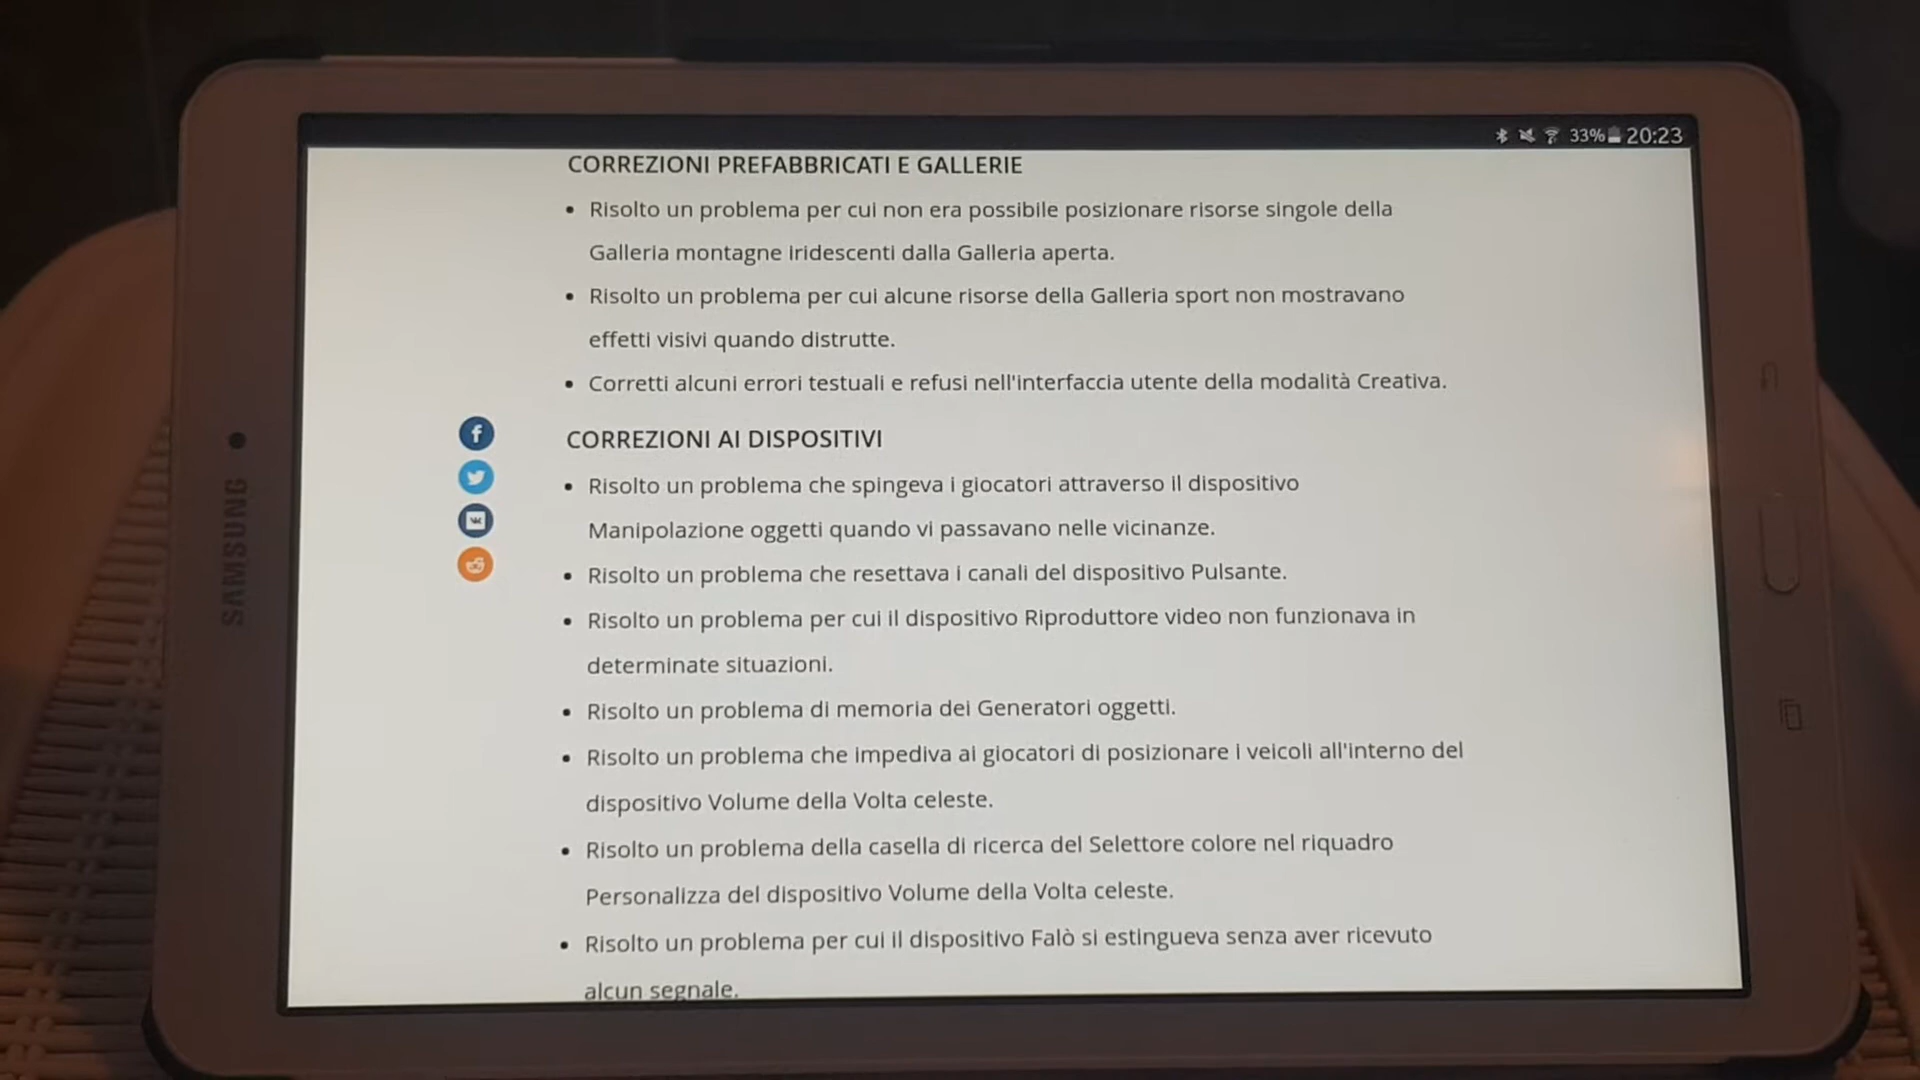 33% 20:23
CORREZIONI PREFABBRICATI E GALLERIE
Risolto un problema per cui non era possibile posizionare risorse singole della
Galleria montagne iridescenti dalla Galleria aperta.
Risolto un problema per cui alcune risorse della Galleria sport non mostravano
effetti visivi quando distrutte.
Corretti alcuni errori testuali e refusi nell'interfaccia utente della modalità Creativa.
CORREZIONI AI DISPOSITIVI
Risolto un problema che spingeva i giocatori attraverso il dispositivo
Manipolazione oggetti quando vi passavano nelle vicinanze.
Risolto un problema che resettava i canali del dispositivo Pulsante.
Risolto un problema per cui il dispositivo Riproduttore video non funzionava in
determinate situazioni.
Risolto un problema di memoria dei Generatori oggetti.
Risolto un problema che impediva ai giocatori di posizionare i veicoli all'interno del
dispositivo Volume della Volta celeste.
Risolto un problema della casella di ricerca del Selettore colore nel riquadro
Personalizza del dispositivo Volume della Volta celeste.
Risolto un problema per cui il dispositivo Falò si estingueva senza aver ricevuto
alcun segnale.
SAMSUNG